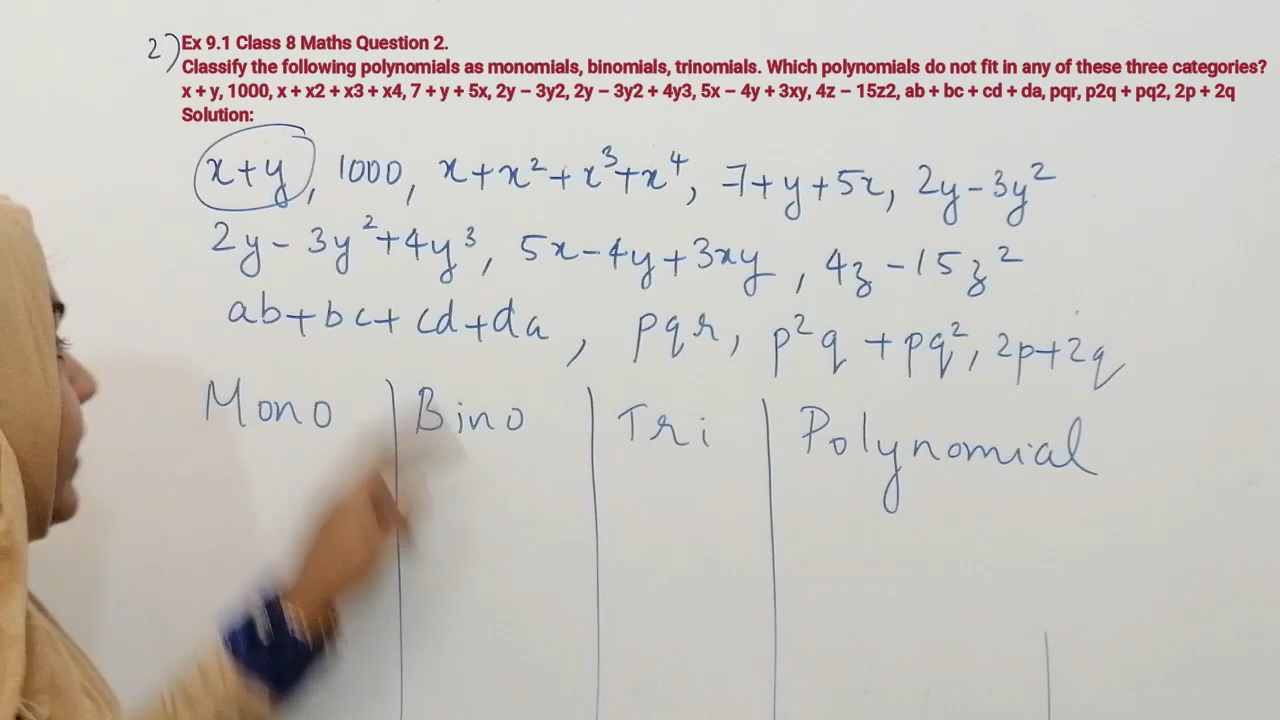 2) Ex 9.1 Class 8 Maths Question 2.
Classify the following polynomials as monomials, binomials, trinomials. Which polynomials do not fit in any of these three categories?
x + y, 1000, x + x2 + x3 + x4, 7 + y + 5x, 2y – 3y2, 2y – 3y2 + 4y3, 5x – 4y + 3xy, 4z – 15z2, ab + bc + cd + da, pqr, p2q + pq2, 2p + 2q
Solution:
x+y, 1000, x+x²+x³+x⁴, 7+y+5x, 2y-3y²
2y-3y²+4y³, 5x-4y+3xy, 4z-15z²
ab+bc+cd+da, pqr, p²q+pq², 2p+2q
Mono Bino Tri Polynomial